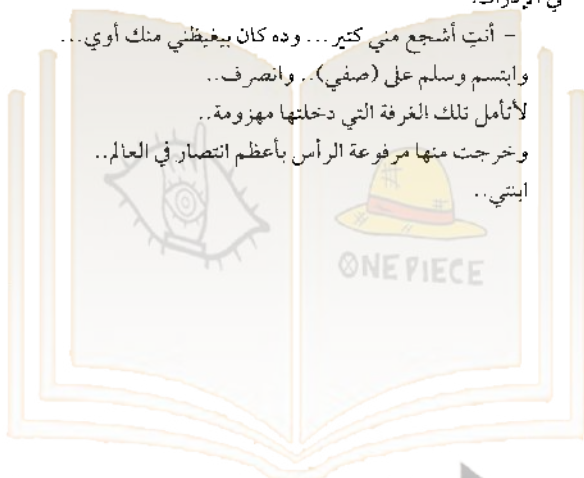 – أنتِ أشجع مني كتير... وده كان بيغيظني منك أوي...
وابتسم وسلم على (صفي).. وانصرف..
لأتأمل تلك الغرفة التي دخلتها مهزومة..
وخرجت منها مرفوعة الرأس بأعظم انتصار في العالم..
ابنتي..
ONE PIECE